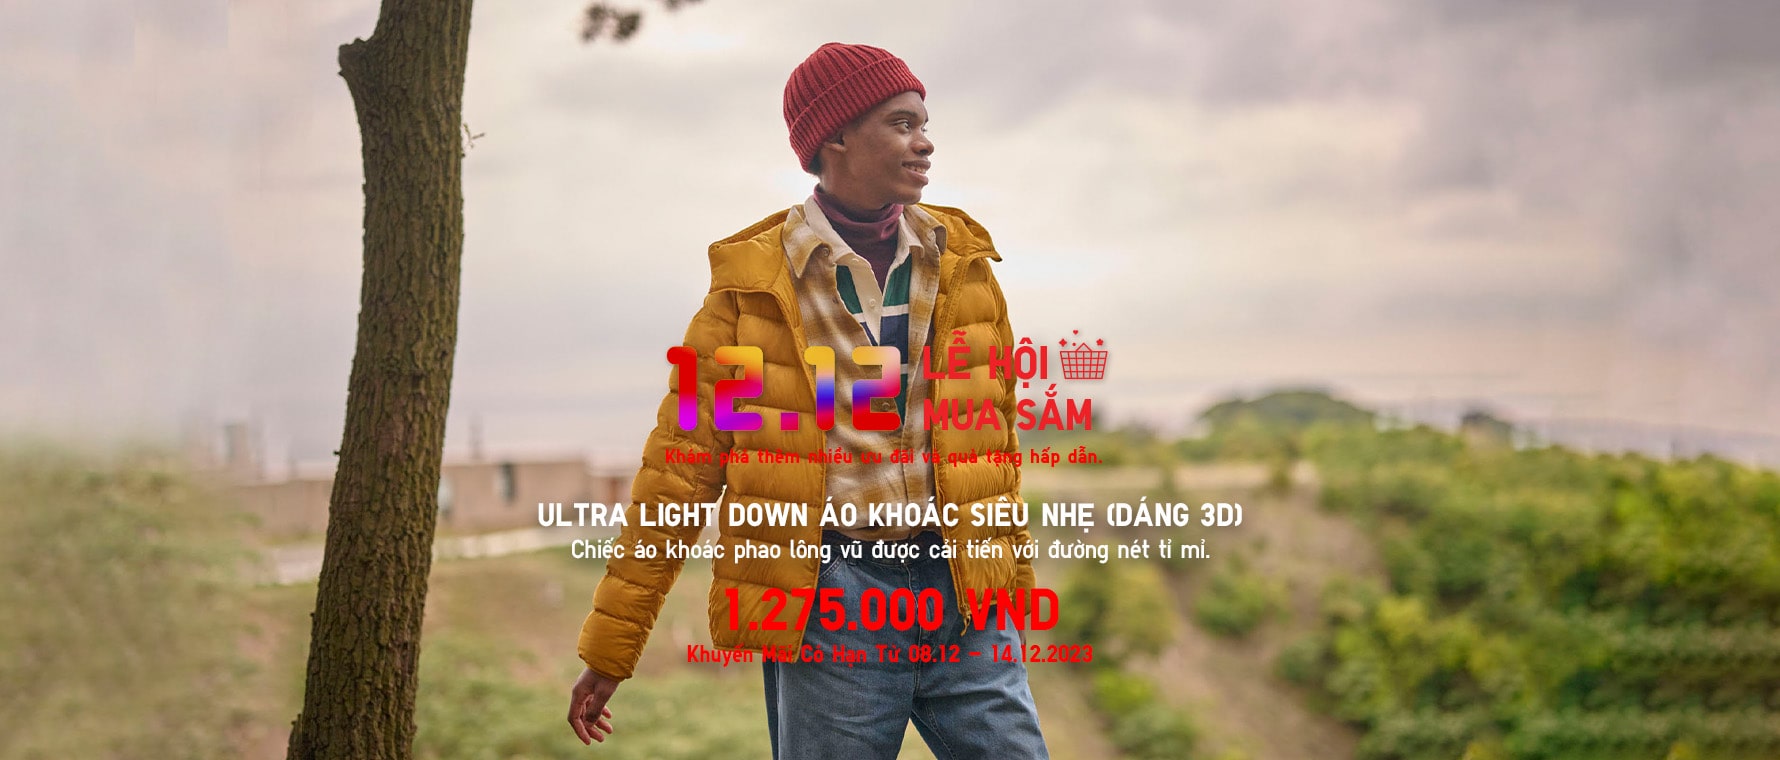 12.12 LỄ HỘI
MUA SẮM
Khám phá thêm nhiều ưu đãi và quà tặng hấp dẫn.
ULTRA LIGHT DOWN ÁO KHOÁC SIÊU NHẸ (DÁNG 3D)
Chiếc áo khoác phao lông vũ được cải tiến với đường nét tỉ mỉ.
1.275.000 VND
Khuyến Mãi Có Hạn Từ 08.12 – 14.12.2023